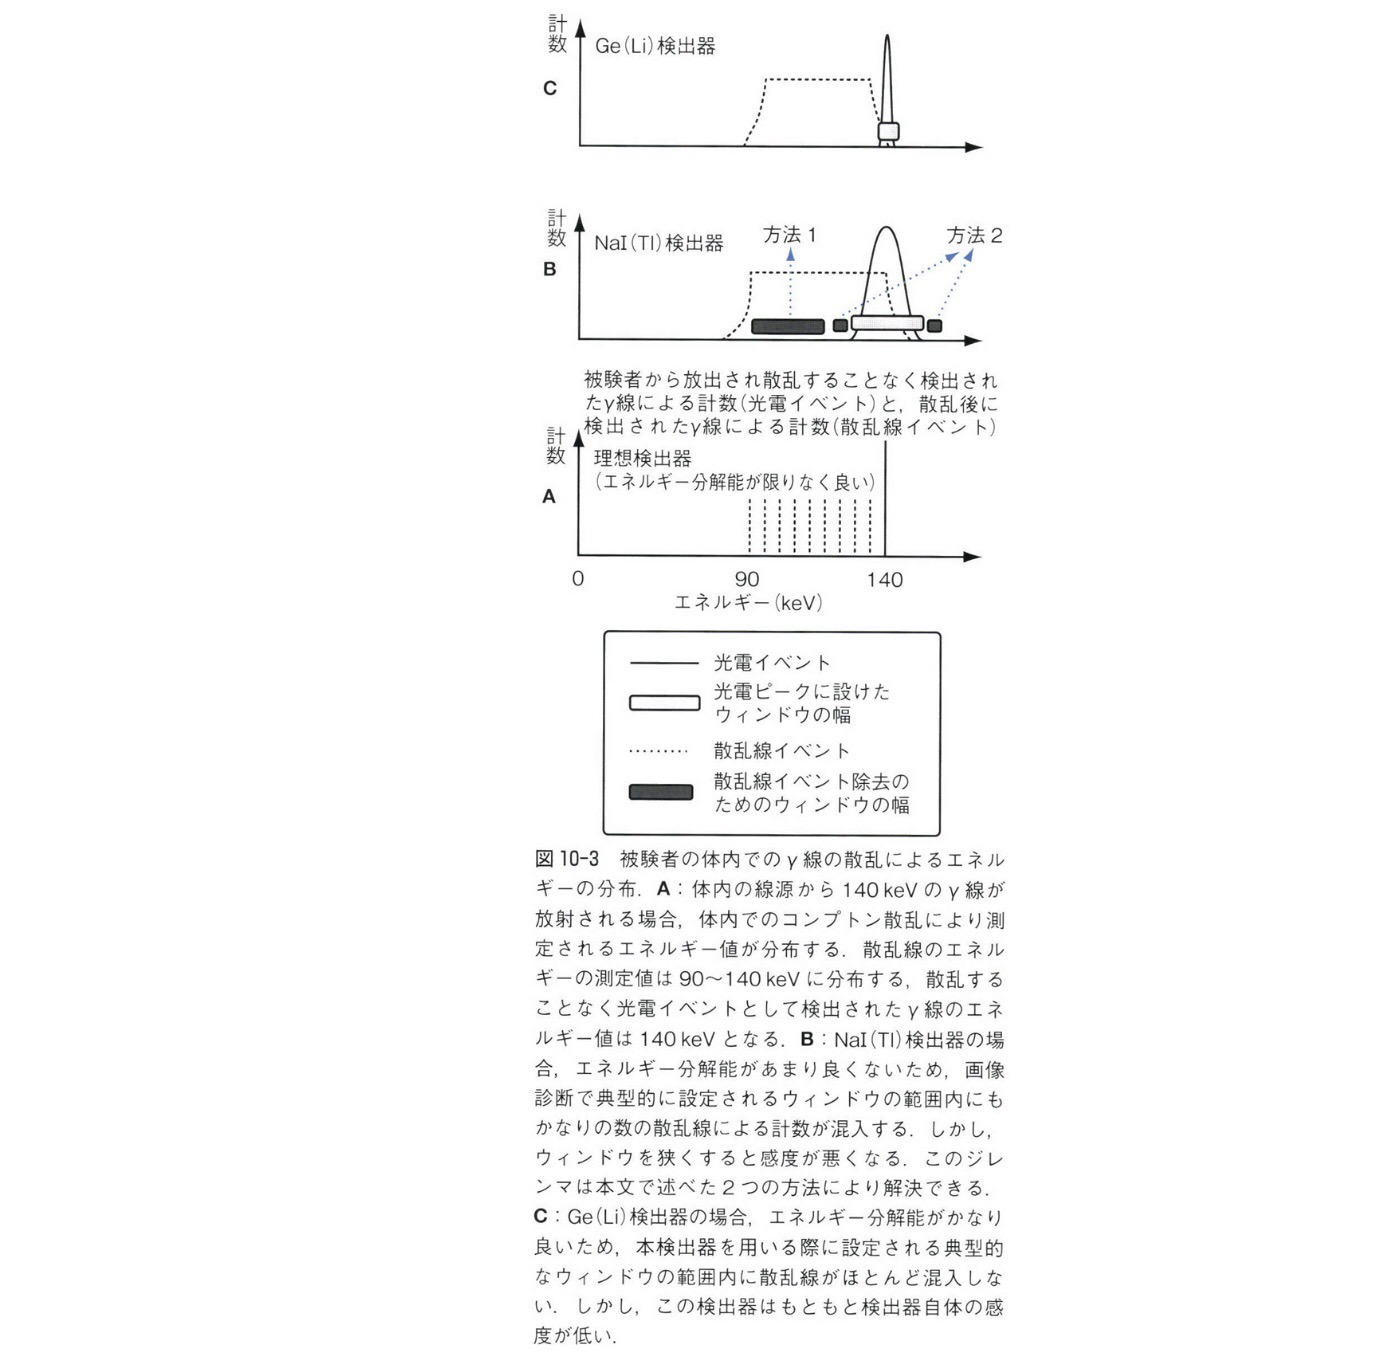 計数
Ge(Li)検出器
C
計数
NaI(Tl)検出器
方法1
方法2
B
被験者から放出され散乱することなく検出され
たγ線による計数(光電イベント)と，散乱後に
検出されたγ線による計数(散乱線イベント)
計数
理想検出器
(エネルギー分解能が限りなく良い)
A
0
90
140
エネルギー(keV)
光電イベント
光電ピークに設けた
ウィンドウの幅
散乱線イベント
散乱線イベント除去の
ためのウィンドウの幅
図10-3　被験者の体内でのγ線の散乱によるエネル
ギーの分布．A：体内の線源から140 keVのγ線が
放射される場合，体内でのコンプトン散乱により測
定されるエネルギー値が分布する．散乱線のエネル
ギーの測定値は90〜140 keVに分布する，散乱する
ことなく光電イベントとして検出されたγ線のエネ
ルギー値は140 keVとなる．B：NaI(Tl)検出器の場
合，エネルギー分解能があまり良くないため，画像
診断で典型的に設定されるウィンドウの範囲内にも
かなりの数の散乱線による計数が混入する．しかし，
ウィンドウを狭くすると感度が悪くなる．このジレ
ンマは本文で述べた2つの方法により解決できる．
C：Ge(Li)検出器の場合，エネルギー分解能がかなり
良いため，本検出器を用いる際に設定される典型的
なウィンドウの範囲内に散乱線がほとんど混入しな
い．しかし，この検出器はもともと検出器自体の感
度が低い．